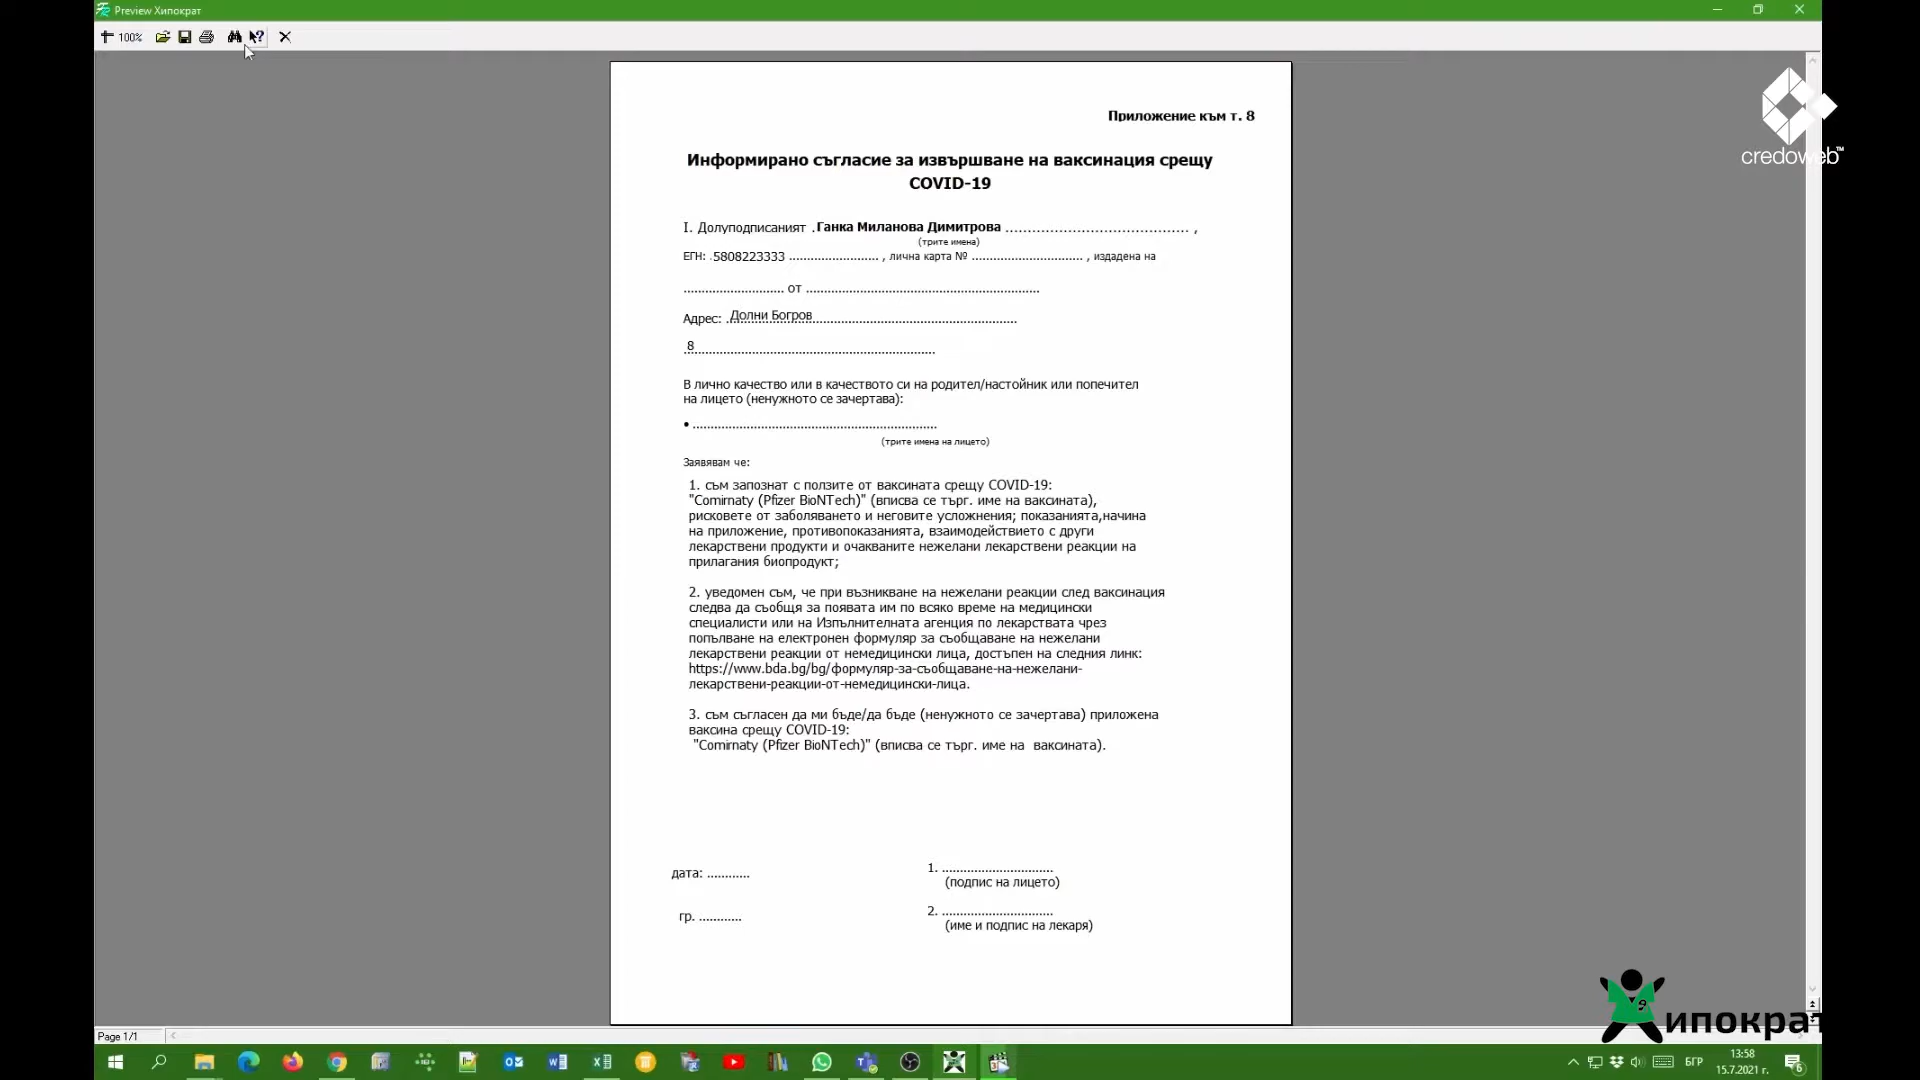 Preview Хипократ
100%
credoweb™
Приложение към т. 8
Информирано съгласие за извършване на ваксинация срещу
COVID-19
I. Долуподписаният .Ганка Миланова Димитрова ......................................... ,
(трите имена)
ЕГН: .5808223333 ......................... , лична карта № ............................... , издадена на
............................ от .................................................................
Адрес: .Долни Богров.........................................................
.8...................................................................
В лично качество или в качеството си на родител/настойник или попечител
на лицето (ненужното се зачертава):
• ....................................................................
(трите имена на лицето)
Заявявам че:
1. съм запознат с ползите от ваксината срещу COVID-19:
"Comirnaty (Pfizer BioNTech)" (вписва се търг. име на ваксината),
рисковете от заболяването и неговите усложнения; показанията,начина
на приложение, противопоказанията, взаимодействието с други
лекарствени продукти и очакваните нежелани лекарствени реакции на
прилагания биопродукт;
2. уведомен съм, че при възникване на нежелани реакции след ваксинация
следва да съобщя за появата им по всяко време на медицински
специалисти или на Изпълнителната агенция по лекарствата чрез
попълване на електронен формуляр за съобщаване на нежелани
лекарствени реакции от немедицински лица, достъпен на следния линк:
https://www.bda.bg/bg/формуляр-за-съобщаване-на-нежелани-
лекарствени-реакции-от-немедицински-лица.
3. съм съгласен да ми бъде/да бъде (ненужното се зачертава) приложена
ваксина срещу COVID-19:
"Comirnaty (Pfizer BioNTech)" (вписва се търг. име на ваксината).
дата: ............
гр. ............
1. ...............................
(подпис на лицето)
2. ...............................
(име и подпис на лекаря)
ипократ
Page 1/1
БГР
13:58
15.7.2021 г.
6